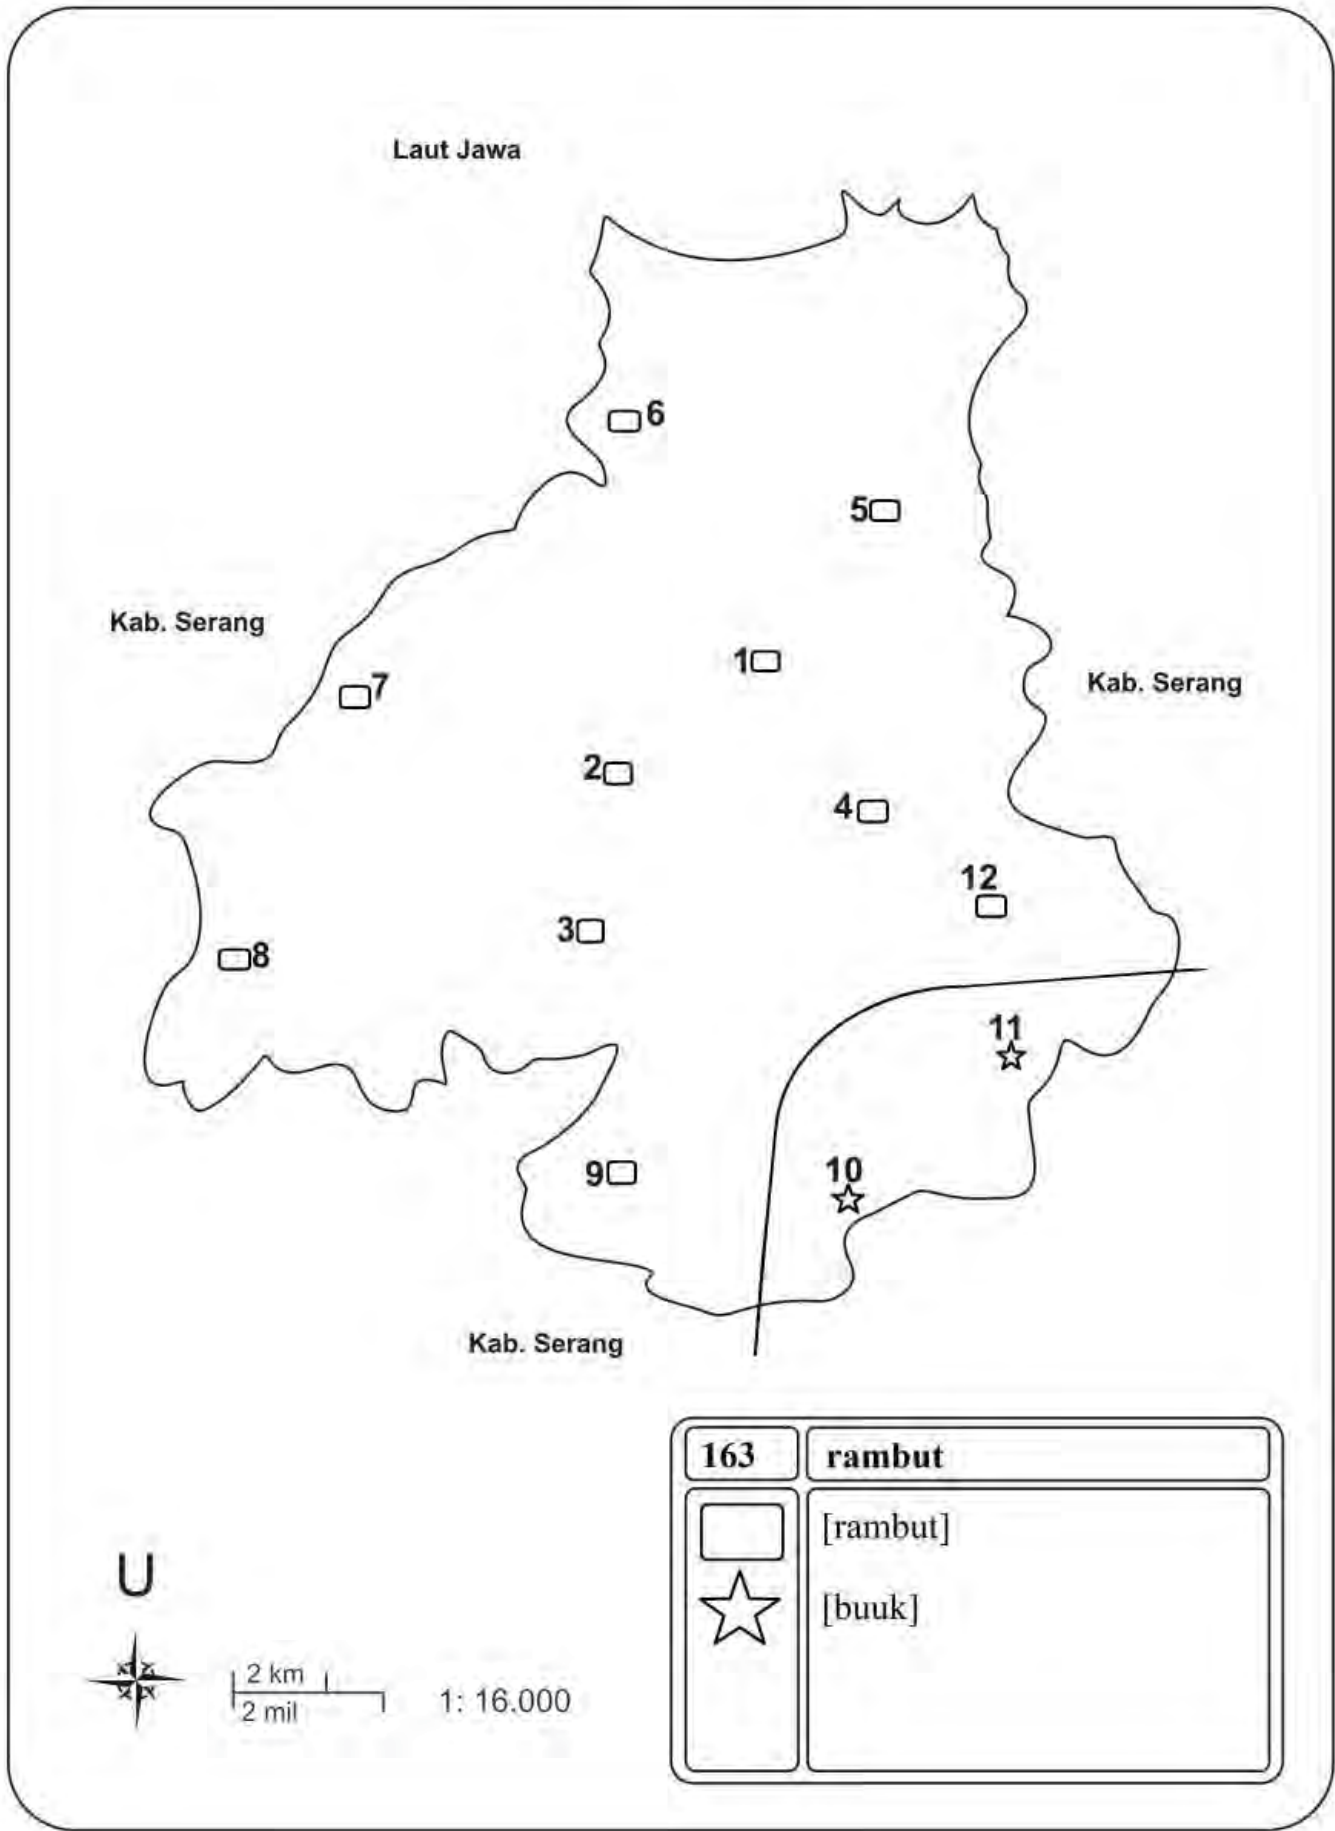 Laut Jawa
6
5
Kab. Serang
1
Kab. Serang
7
2
4
12
3
8
11
9
10
Kab. Serang
163 rambut
[rambut]
[buuk]
U
2 km
2 mil
1: 16.000